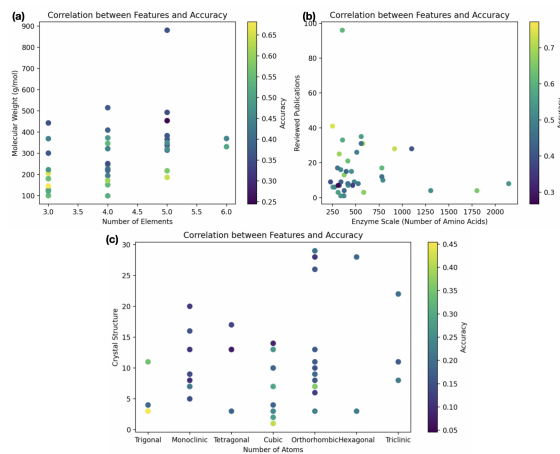 (a)
Correlation between Features and Accuracy
900
800
700
600
500
400
300
200
100
Molecular Weight (g/mol)
3.0 3.5 4.0 4.5 5.0 5.5 6.0
Number of Elements
0.65
0.60
0.55
0.50
0.45
0.40
0.35
0.30
0.25
Accuracy
(b)
Correlation between Features and Accuracy
100
80
60
40
20
0
Reviewed Publications
250 500 750 1000 1250 1500 1750 2000
Enzyme Scale (Number of Amino Acids)
0.7
0.6
0.5
0.4
0.3
Accuracy
(c)
Correlation between Features and Accuracy
30
25
20
15
10
5
0
Crystal Structure
Trigonal Monoclinic Tetragonal Cubic Orthorhombic Hexagonal Triclinic
Number of Atoms
0.45
0.40
0.35
0.30
0.25
0.20
0.15
0.10
0.05
Accuracy